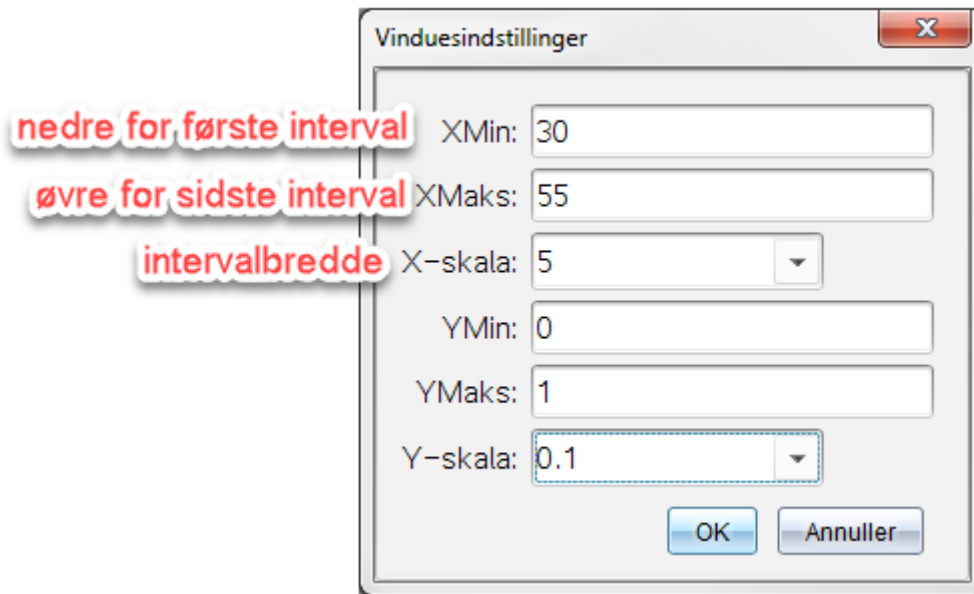 Vinduesindstillinger
nedre for første interval XMin: 30
øvre for sidste interval XMaks: 55
intervalbredde X-skala: 5
YMin: 0
YMaks: 1
Y-skala: 0.1
OK Annuller